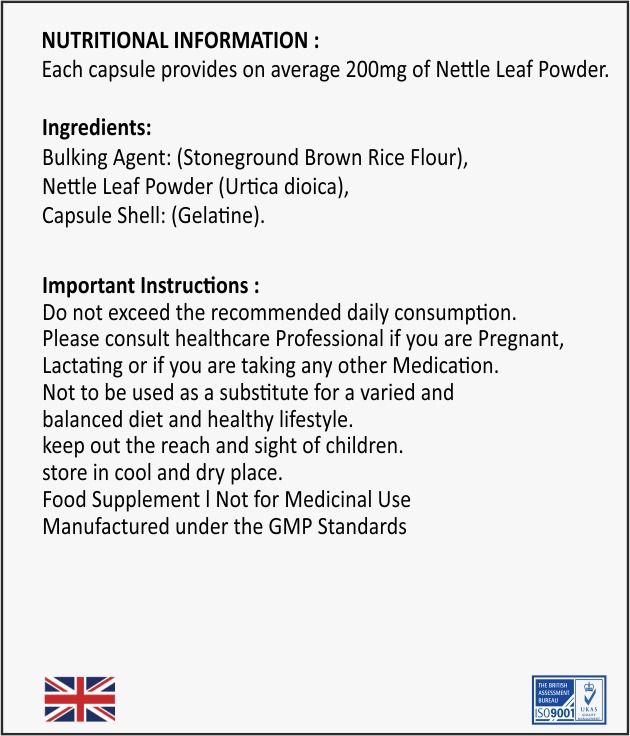 NUTRITIONAL INFORMATION :
Each capsule provides on average 200mg of Nettle Leaf Powder.
Ingredients:
Bulking Agent: (Stoneground Brown Rice Flour),
Nettle Leaf Powder (Urtica dioica),
Capsule Shell: (Gelatine).
Important Instructions :
Do not exceed the recommended daily consumption.
Please consult healthcare Professional if you are Pregnant,
Lactating or if you are taking any other Medication.
Not to be used as a substitute for a varied and
balanced diet and healthy lifestyle.
keep out the reach and sight of children.
store in cool and dry place.
Food Supplement l Not for Medicinal Use
Manufactured under the GMP Standards
THE BRITISH
ASSESSMENT
BUREAU
ISO9001
UKAS
QUALITY
MANAGEMENT